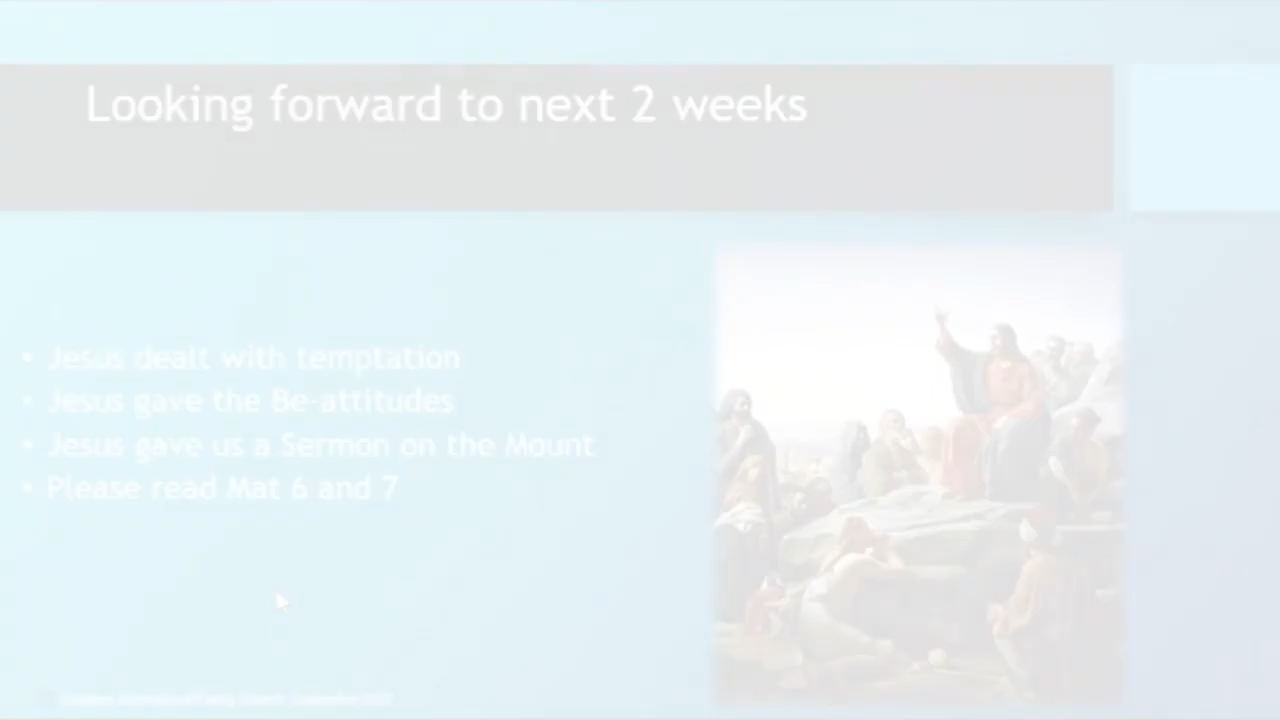 Looking forward to next 2 weeks
• Jesus dealt with temptation
• Jesus gave the Be-attitudes
• Jesus gave us a Sermon on the Mount
• Please read Mat 6 and 7